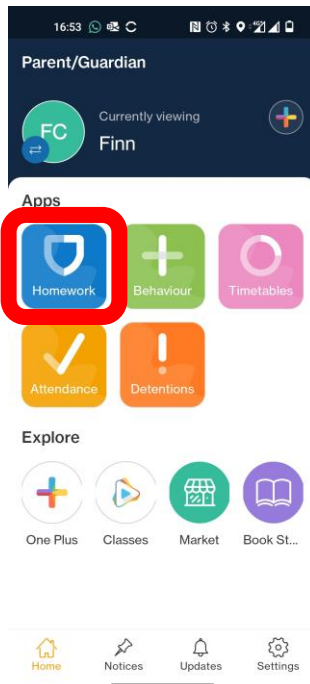 16:53
Parent/Guardian
FC
Currently viewing
Finn
Apps
Homework
Behaviour
Timetables
Attendance
Detentions
Explore
One Plus
Classes
Market
Book St...
Home
Notices
Updates
Settings